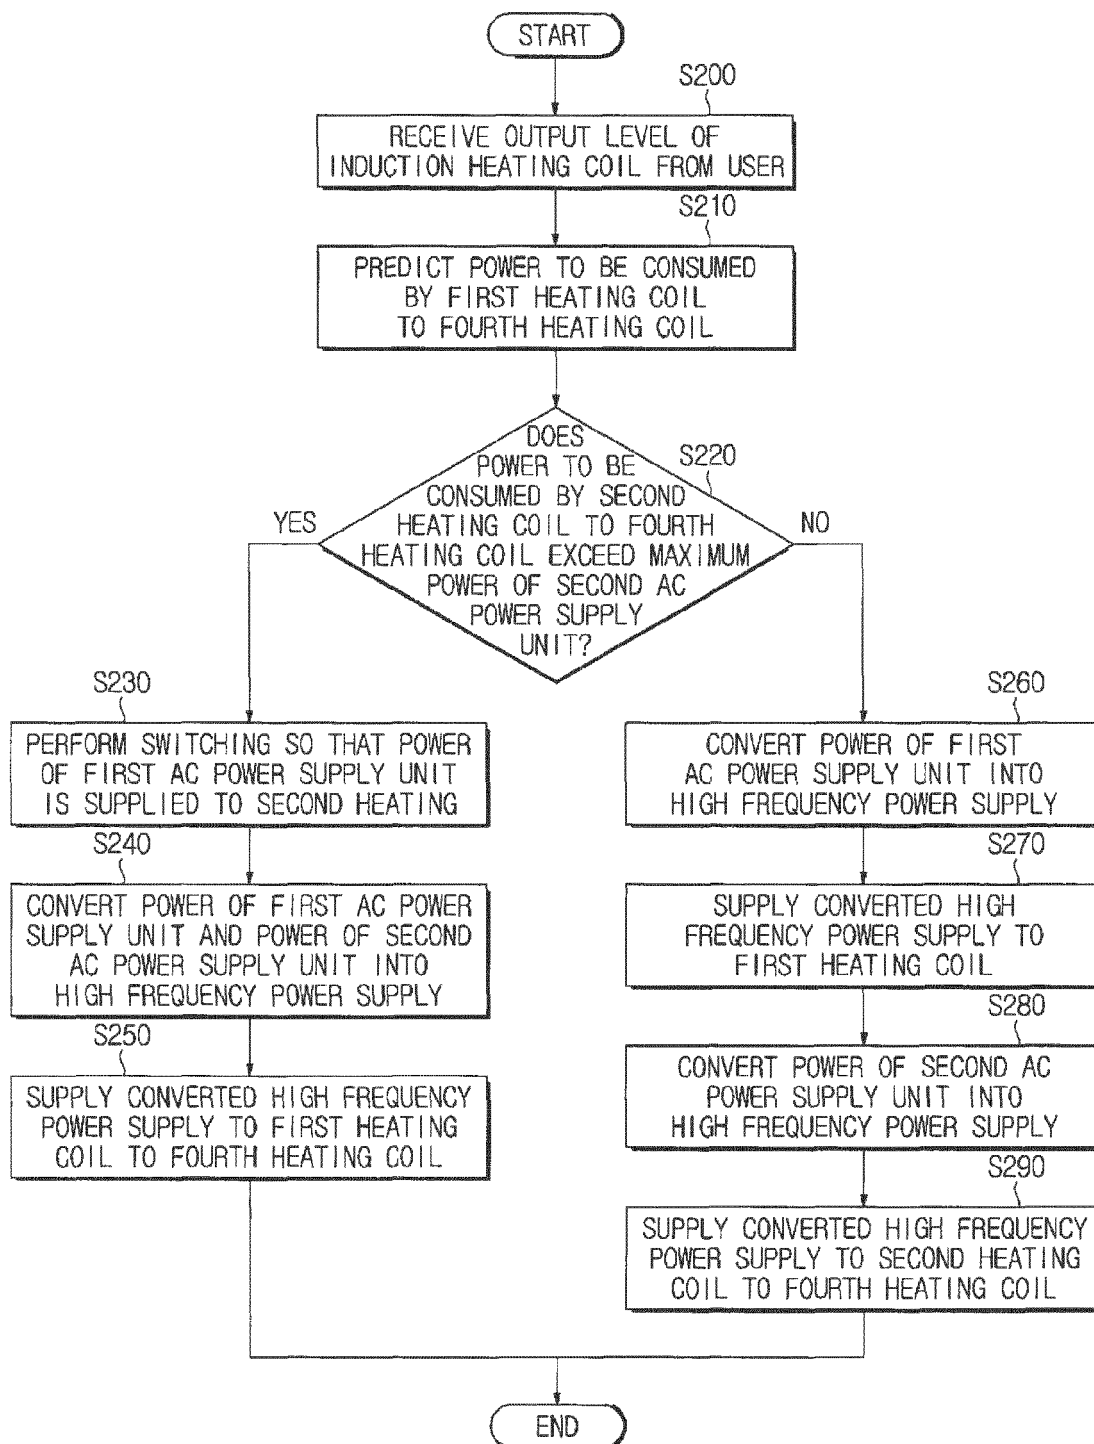 START
S200
RECEIVE OUTPUT LEVEL OF
INDUCTION HEATING COIL FROM USER
S210
PREDICT POWER TO BE CONSUMED
BY FIRST HEATING COIL
TO FOURTH HEATING COIL
S220
DOES
POWER TO BE
CONSUMED BY SECOND
HEATING COIL TO FOURTH
HEATING COIL EXCEED MAXIMUM
POWER OF SECOND AC
POWER SUPPLY
UNIT?
YES
NO
S230
PERFORM SWITCHING SO THAT POWER
OF FIRST AC POWER SUPPLY UNIT
IS SUPPLIED TO SECOND HEATING
S240
CONVERT POWER OF FIRST AC POWER
SUPPLY UNIT AND POWER OF SECOND
AC POWER SUPPLY UNIT INTO
HIGH FREQUENCY POWER SUPPLY
S250
SUPPLY CONVERTED HIGH FREQUENCY
POWER SUPPLY TO FIRST HEATING
COIL TO FOURTH HEATING COIL
S260
CONVERT POWER OF FIRST
AC POWER SUPPLY UNIT INTO
HIGH FREQUENCY POWER SUPPLY
S270
SUPPLY CONVERTED HIGH
FREQUENCY POWER SUPPLY TO
FIRST HEATING COIL
S280
CONVERT POWER OF SECOND AC
POWER SUPPLY UNIT INTO
HIGH FREQUENCY POWER SUPPLY
S290
SUPPLY CONVERTED HIGH FREQUENCY
POWER SUPPLY TO SECOND HEATING
COIL TO FOURTH HEATING COIL
END